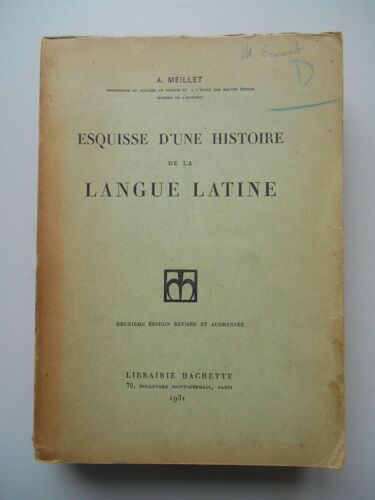 A. MEILLET
PROFESSEUR AU COLLÈGE DE FRANCE ET A L'ÉCOLE DES HAUTES ÉTUDES
MEMBRE DE L'INSTITUT
ESQUISSE D'UNE HISTOIRE
DE LA
LANGUE LATINE
DEUXIÈME ÉDITION REVISÉE ET AUGMENTÉE
LIBRAIRIE HACHETTE
79, BOULEVARD SAINT-GERMAIN, PARIS
1931